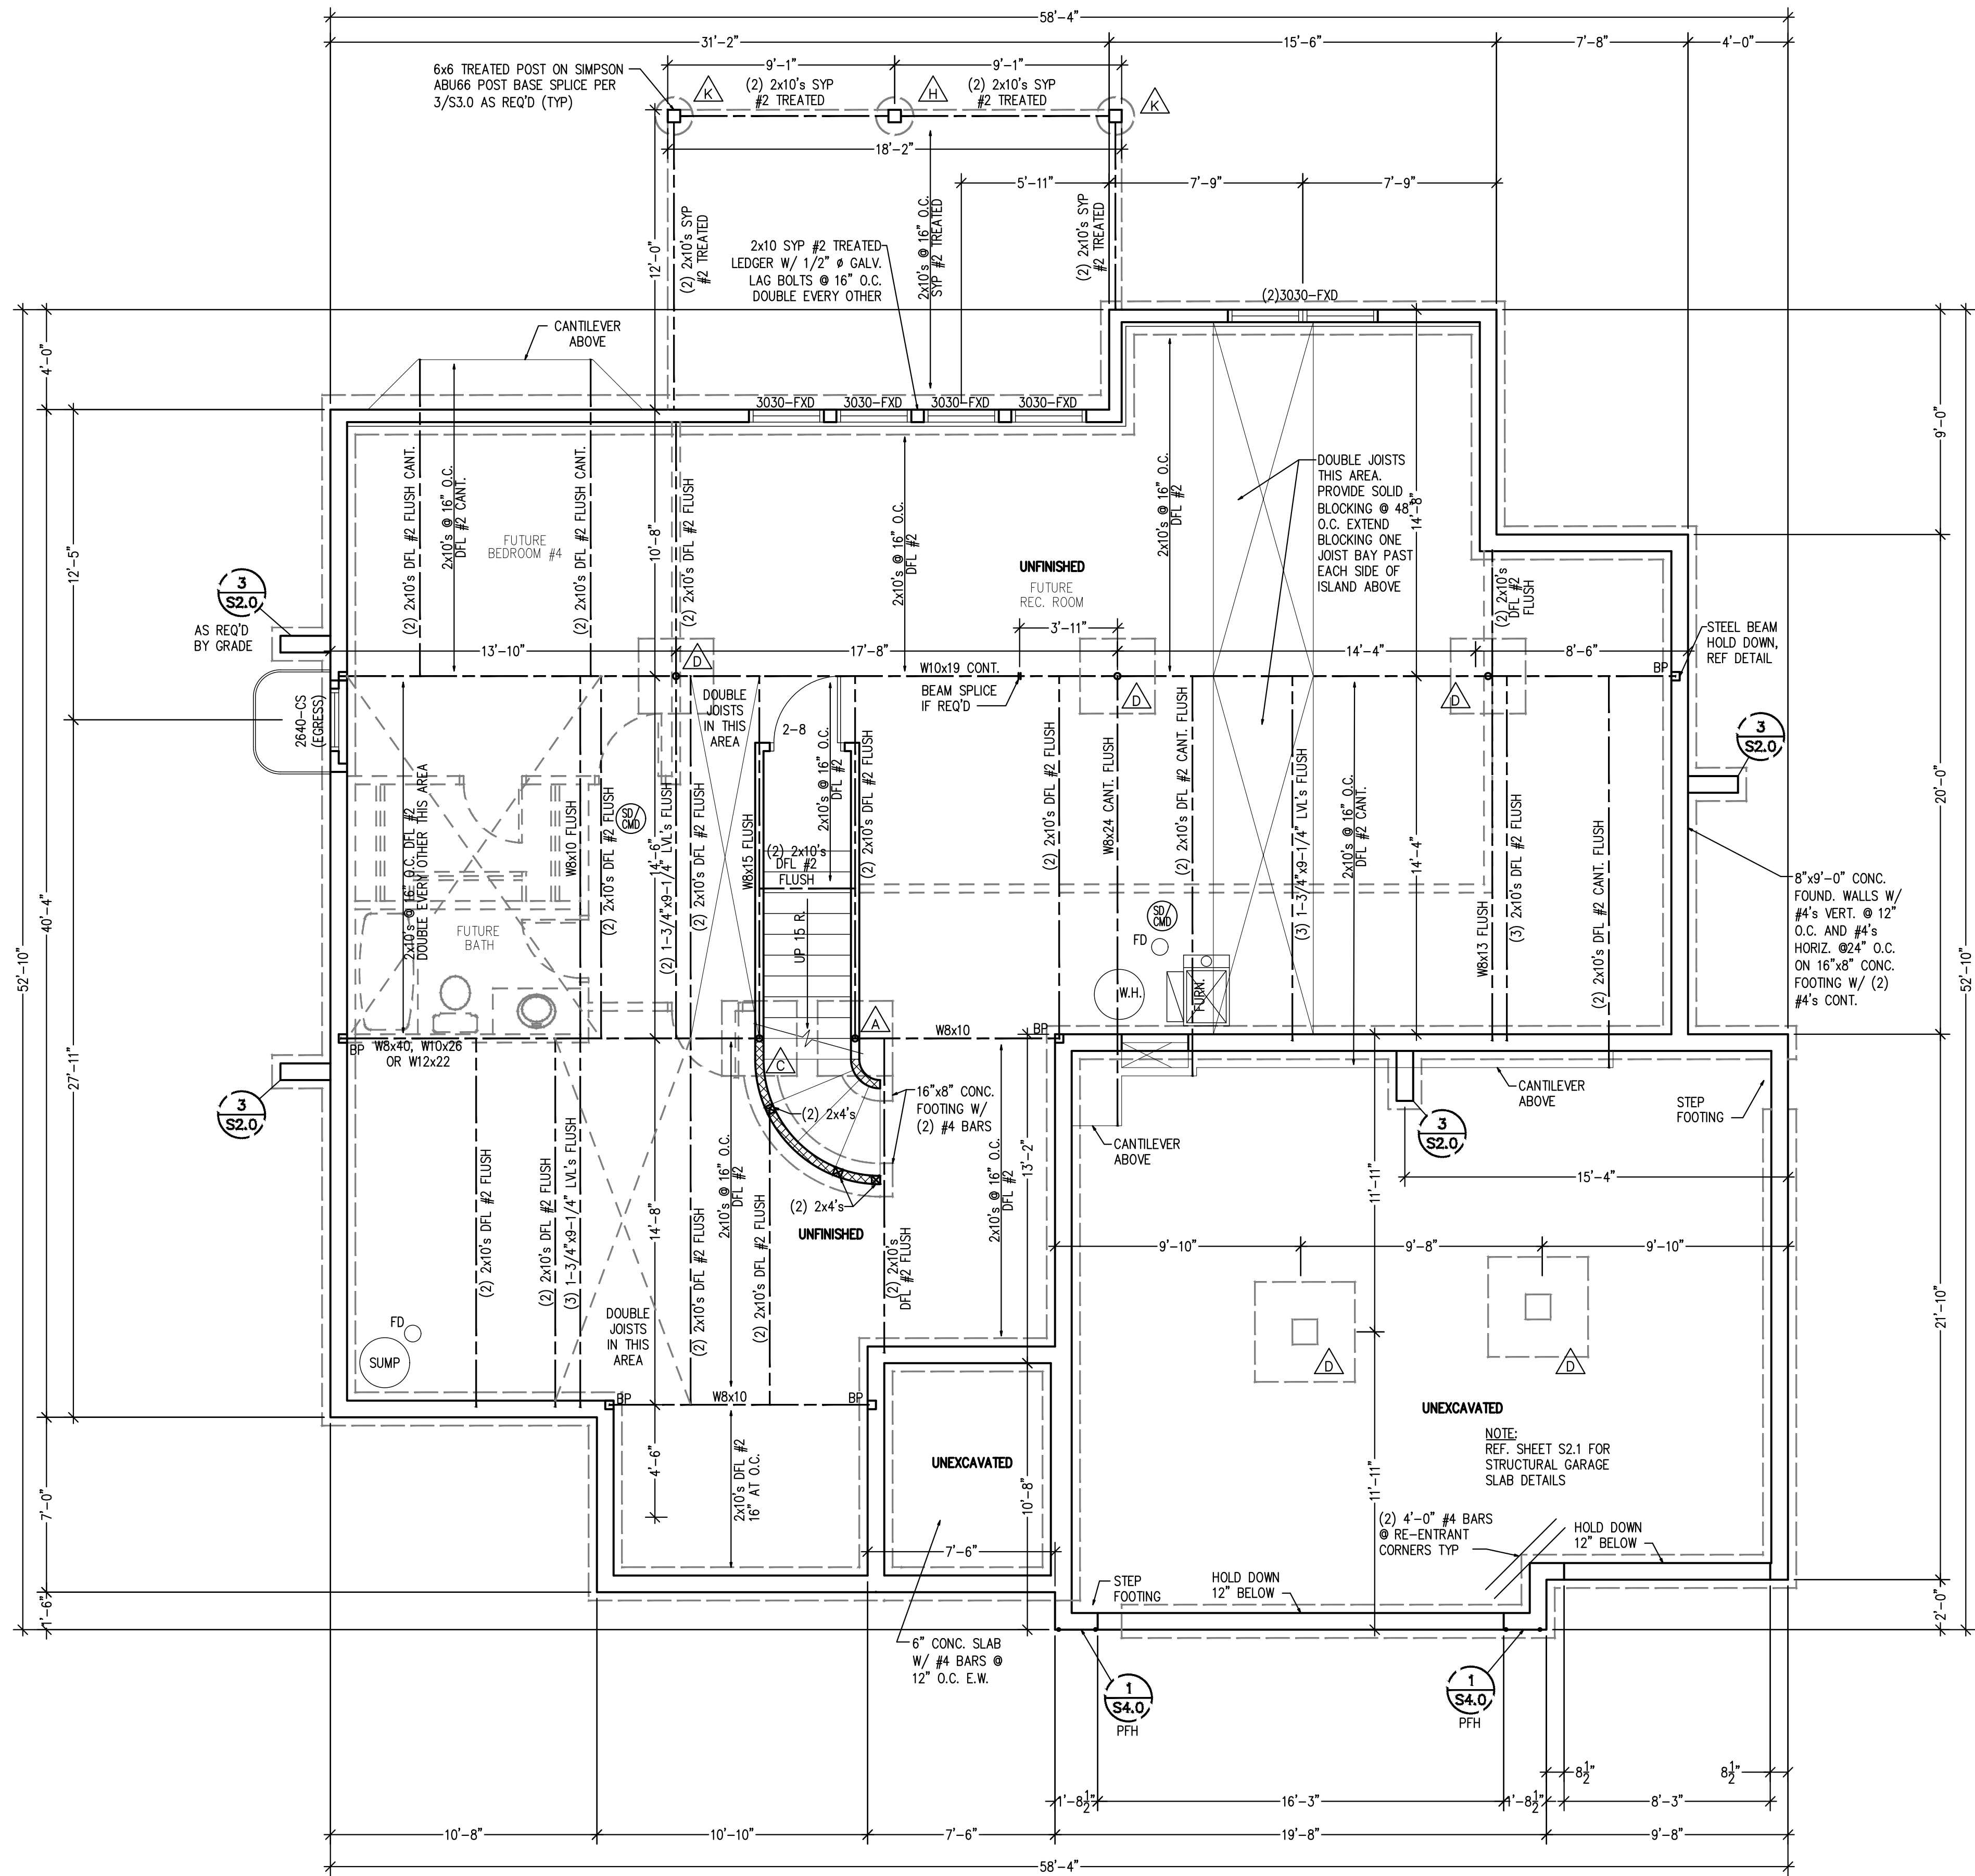 58'-4"
31'-2"
15'-6"
7'-8"
4'-0"
9'-1"
9'-1"
6x6 TREATED POST ON SIMPSON
ABU66 POST BASE SPLICE PER
3/S3.0 AS REQ'D (TYP)
K
(2) 2x10's SYP
#2 TREATED
H
(2) 2x10's SYP
#2 TREATED
K
18'-2"
5'-11"
7'-9"
7'-9"
12'-0"
(2) 2x10's SYP
#2 TREATED
2x10's @ 16" O.C.
SYP #2 TREATED
(2) 2x10's SYP
#2 TREATED
2x10 SYP #2 TREATED
LEDGER W/ 1/2" ø GALV.
LAG BOLTS @ 16" O.C.
DOUBLE EVERY OTHER
(2)3030-FXD
CANTILEVER
ABOVE
4'-0"
9'-0"
3030-FXD
3030-FXD
3030-FXD
3030-FXD
(2) 2x10's DFL #2 FLUSH CANT.
2x10's @ 16" O.C.
DFL #2 CANT.
(2) 2x10's DFL #2 FLUSH CANT.
(2) 2x10's DFL #2 FLUSH
10'-8"
12'-5"
FUTURE
BEDROOM #4
2x10's @ 16" O.C.
DFL #2
UNFINISHED
FUTURE
REC. ROOM
2x10's @ 16" O.C.
DFL #2
DOUBLE JOISTS
THIS AREA.
PROVIDE SOLID
BLOCKING @ 48"
O.C. EXTEND
BLOCKING ONE
JOIST BAY PAST
EACH SIDE OF
ISLAND ABOVE
14'-8"
(2) 2x10's
DFL #2
FLUSH
3
S2.0
AS REQ'D
BY GRADE
STEEL BEAM
HOLD DOWN,
REF DETAIL
13'-10"
D
17'-8"
3'-11"
14'-4"
8'-6"
W10x19 CONT.
BEAM SPLICE
IF REQ'D
BP
D
D
2640-CS
(EGRESS)
DOUBLE
JOISTS
IN THIS
AREA
2-8
3
S2.0
52'-10"
40'-4"
20'-0"
52'-10"
2x10's @ 16" O.C. DFL #2
DOUBLE EVERY OTHER THIS AREA
W8x10 FLUSH
(2) 2x10's DFL #2 FLUSH
SD/
CMD
14'-6"
(2) 1-3/4"x9-1/4" LVL's FLUSH
(2) 2x10's DFL #2 FLUSH
W8x15 FLUSH
2x10's @ 16" O.C.
DFL #2
(2) 2x10's DFL #2 FLUSH
(2) 2x10's
DFL #2
FLUSH
UP 15 R.
(2) 2x10's DFL #2 FLUSH
W8x24 CANT. FLUSH
(2) 2x10's DFL #2 CANT. FLUSH
(3) 1-3/4"x9-1/4" LVL's FLUSH
2x10's @ 16" O.C.
DFL #2 CANT.
14'-4"
W8x13 FLUSH
(3) 2x10's DFL #2 FLUSH
(2) 2x10's DFL #2 CANT. FLUSH
8"x9'-0" CONC.
FOUND. WALLS W/
#4's VERT. @ 12"
O.C. AND #4's
HORIZ. @24" O.C.
ON 16"x8" CONC.
FOOTING W/ (2)
#4's CONT.
FUTURE
BATH
SD/
CMD
FD
W.H.
FURN.
BP
W8x40, W10x26
OR W12x22
A
C
W8x10
BP
27'-11"
3
S2.0
(2) 2x4's
16"x8" CONC.
FOOTING W/
(2) #4 BARS
(2) 2x4's
CANTILEVER
ABOVE
CANTILEVER
ABOVE
3
S2.0
STEP
FOOTING
15'-4"
13'-2"
11'-11"
(2) 2x10's DFL #2 FLUSH
(2) 2x10's DFL #2 FLUSH
(3) 1-3/4"x9-1/4" LVL's FLUSH
14'-8"
(2) 2x10's DFL #2 FLUSH
2x10's @ 16" O.C.
DFL #2
(2) 2x10's DFL #2 FLUSH
UNFINISHED
(2) 2x10's
DFL #2 FLUSH
2x10's @ 16" O.C.
DFL #2
9'-10"
9'-8"
9'-10"
21'-10"
DOUBLE
JOISTS
IN THIS
AREA
FD
SUMP
D
D
BP
W8x10
BP
UNEXCAVATED
NOTE:
REF. SHEET S2.1 FOR
STRUCTURAL GARAGE
SLAB DETAILS
7'-0"
4'-6"
2x10's DFL #2
16" AT O.C.
UNEXCAVATED
10'-8"
11'-11"
7'-6"
(2) 4'-0" #4 BARS
@ RE-ENTRANT
CORNERS TYP
HOLD DOWN
12" BELOW
STEP
FOOTING
HOLD DOWN
12" BELOW
1'-6"
2'-0"
6" CONC. SLAB
W/ #4 BARS @
12" O.C. E.W.
1
S4.0
PFH
1
S4.0
PFH
8 1/2"
8 1/2"
1'-8 1/2"
16'-3"
1'-8 1/2"
8'-3"
10'-8"
10'-10"
7'-6"
19'-8"
9'-8"
58'-4"